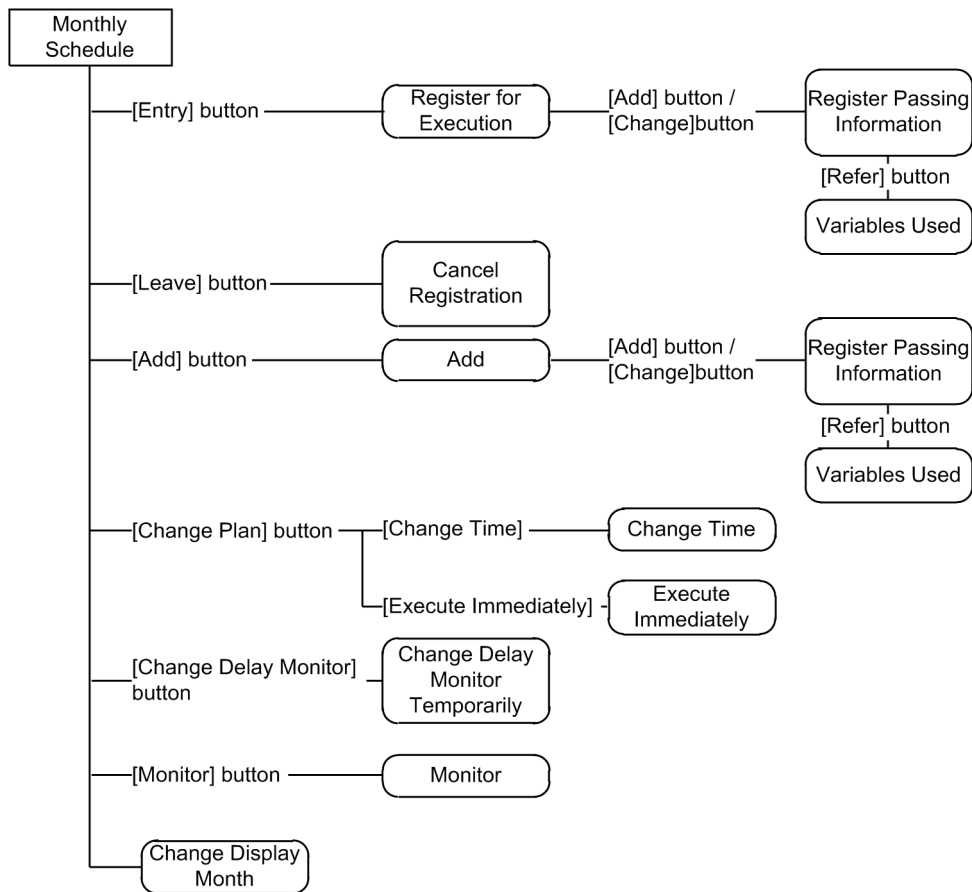 Monthly
Schedule
[Entry] button
Register for
Execution
[Add] button /
[Change]button
Register Passing
Information
[Refer] button
Variables Used
[Leave] button
Cancel
Registration
[Add] button
Add
[Add] button /
[Change]button
Register Passing
Information
[Refer] button
Variables Used
[Change Plan] button
[Change Time]
Change Time
[Execute Immediately]
Execute
Immediately
[Change Delay Monitor]
button
Change Delay
Monitor
Temporarily
[Monitor] button
Monitor
Change Display
Month